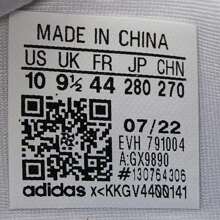 MADE IN CHINA
US UK FR JP CHN
10 9½ 44 280 270
07/22
EVH 791004
A:GX9890
#130764306
adidas x<KKGV4400141